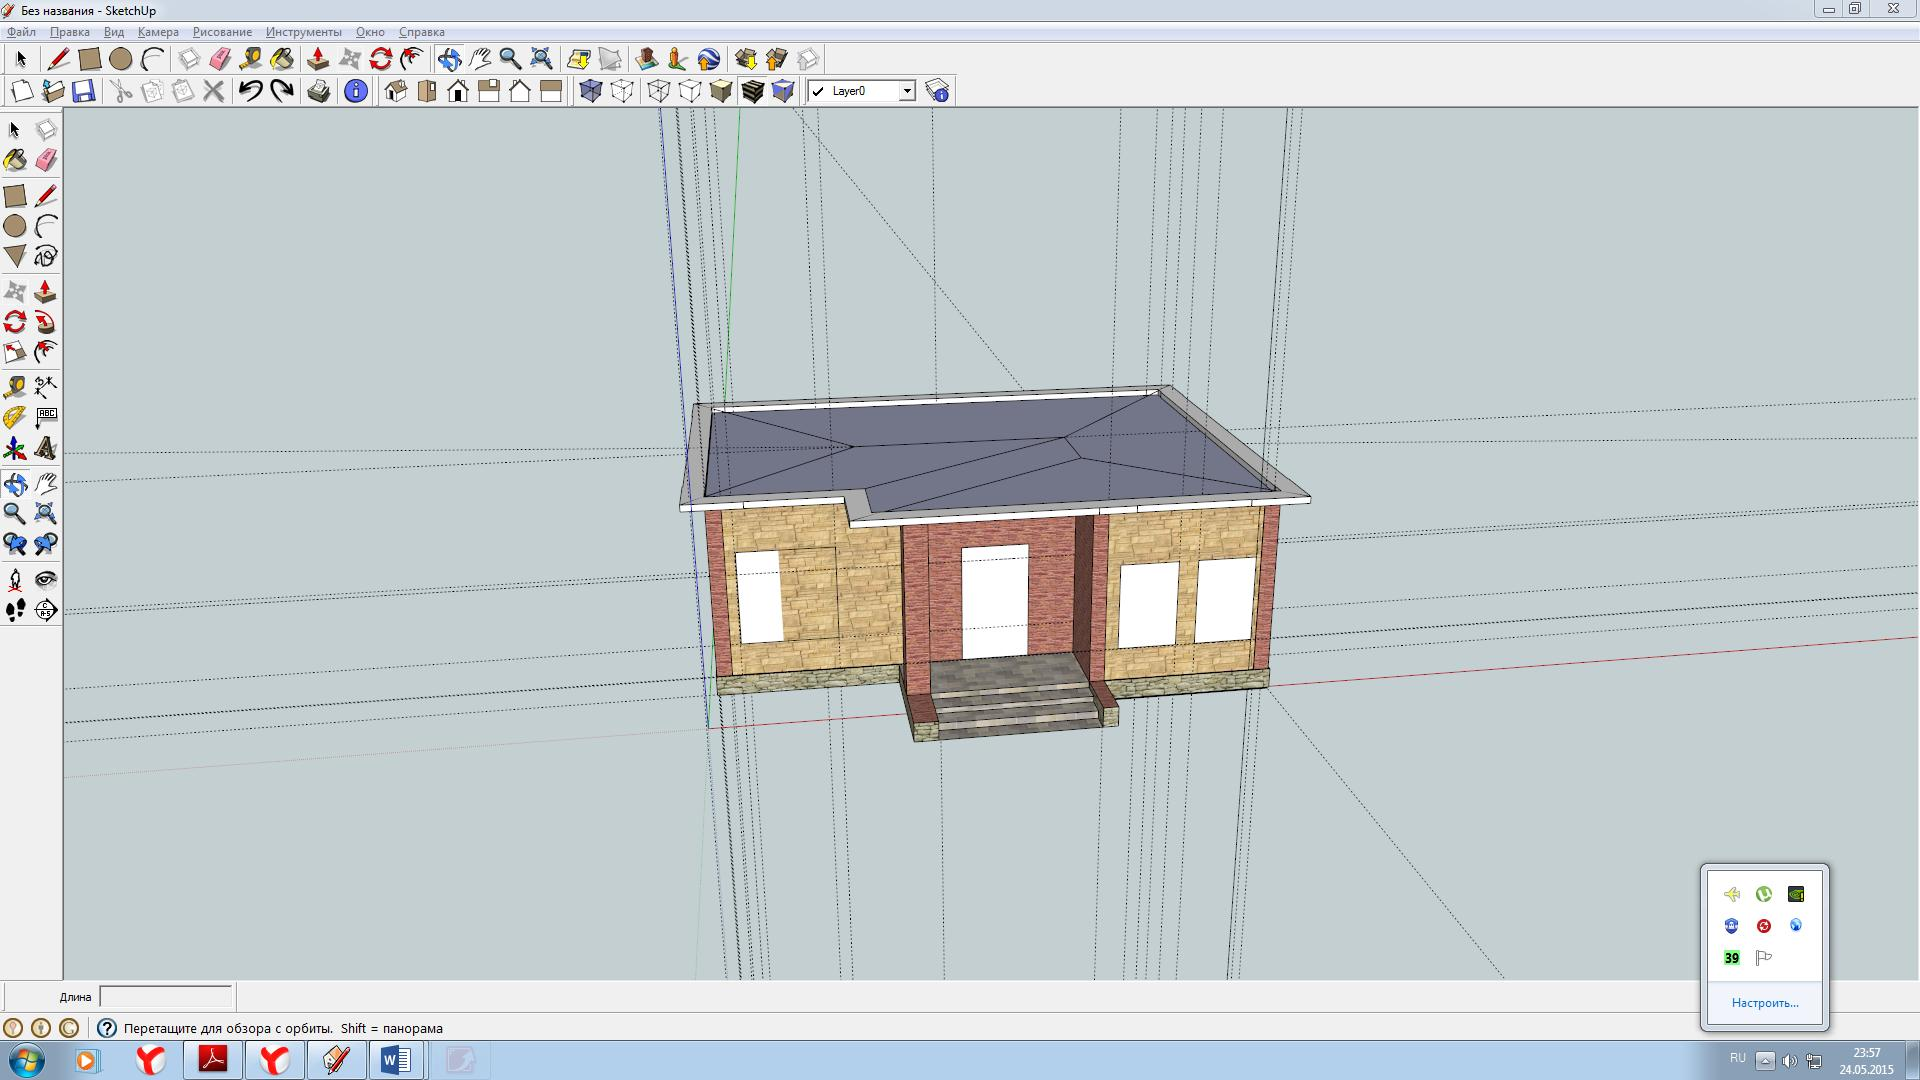 Без названия - SketchUp
Файл Правка Вид Камера Рисование Инструменты Окно Справка
Layer0
ABC
Длина
Перетащите для обзора с орбиты. Shift = панорама
39
Настроить...
RU
23:57
24.05.2015